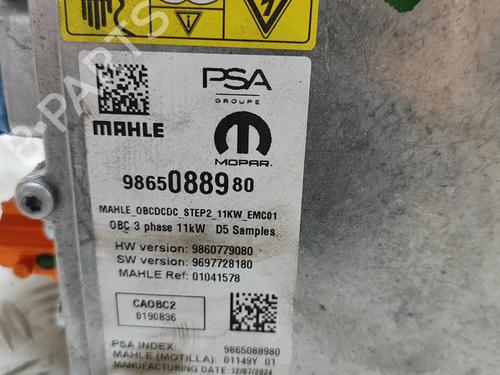 B-PARTS
PSA
GROUPE
MAHLE
MOPAR
9865088980
MAHLE_OBCDCDC_STEP2_11KW_EMC01
OBC 3 phase 11kW D5 Samples
HW version: 9860779080
SW version: 9697728180
MAHLE Ref: 01041578
CAOBC2
0190836
PSA INDEX: 9865088980
MAHLE (MOTILLA): 01149Y 01
MANUFACTURING DATE: 12/07/2024